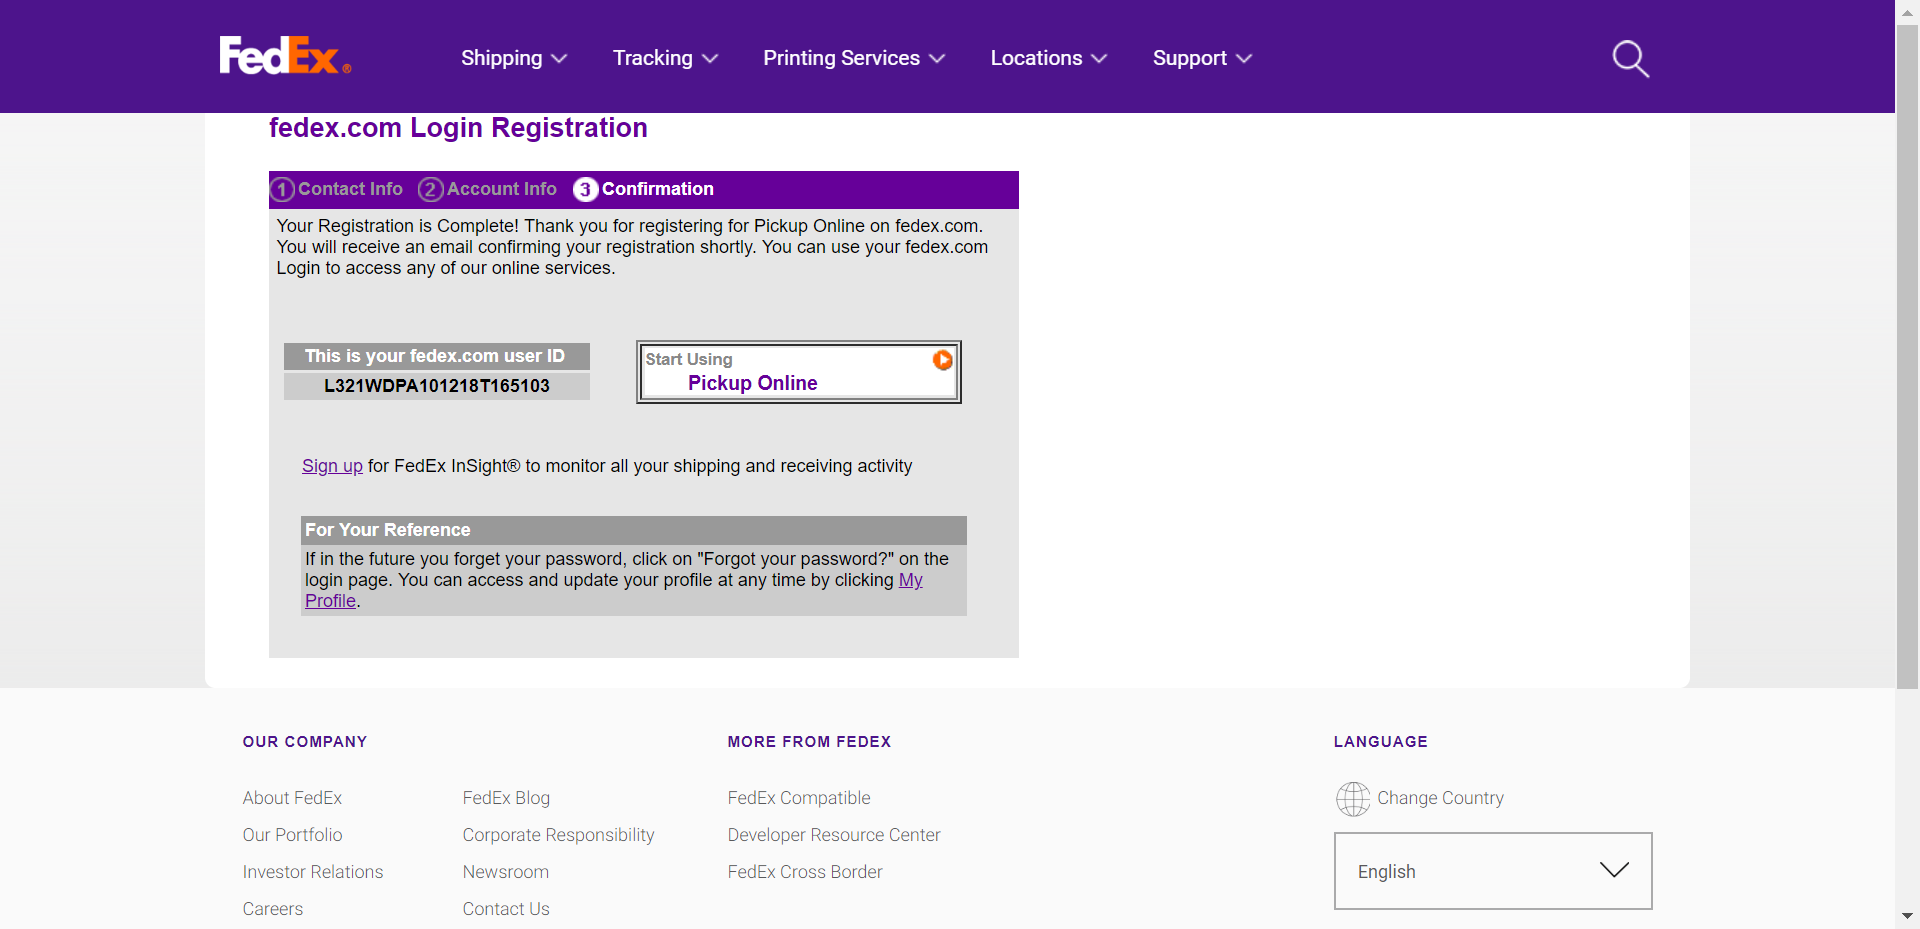 FedEx®
Shipping
Tracking
Printing Services
Locations
Support
fedex.com Login Registration
1 Contact Info 2 Account Info 3 Confirmation
Your Registration is Complete! Thank you for registering for Pickup Online on fedex.com.
You will receive an email confirming your registration shortly. You can use your fedex.com
Login to access any of our online services.
This is your fedex.com user ID
L321WDPA101218T165103
Start Using
Pickup Online
Sign up for FedEx InSight® to monitor all your shipping and receiving activity
For Your Reference
If in the future you forget your password, click on "Forgot your password?" on the
login page. You can access and update your profile at any time by clicking My
Profile.
OUR COMPANY
About FedEx
Our Portfolio
Investor Relations
Careers
FedEx Blog
Corporate Responsibility
Newsroom
Contact Us
MORE FROM FEDEX
FedEx Compatible
Developer Resource Center
FedEx Cross Border
LANGUAGE
Change Country
English